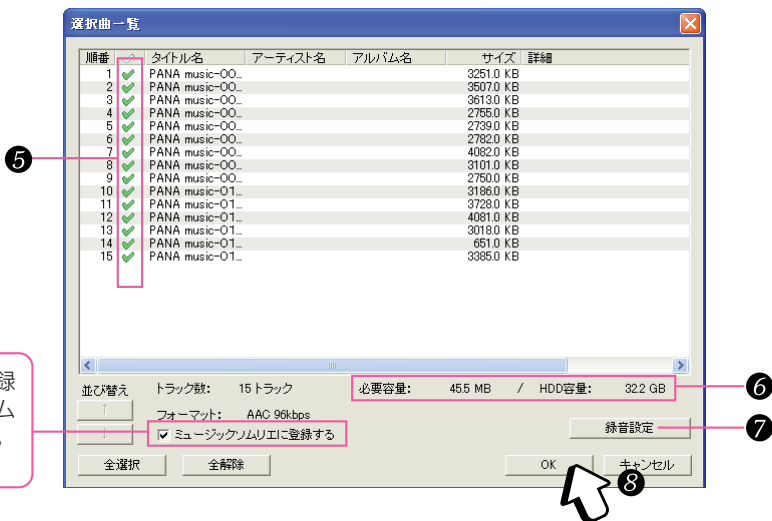 選択曲一覧
順番 タイトル名 アーティスト名 アルバム名 サイズ 詳細
1 PANA music-00... 3251.0 KB
2 PANA music-00... 3507.0 KB
3 PANA music-00... 3613.0 KB
4 PANA music-00... 2755.0 KB
5 PANA music-00... 2739.0 KB
6 PANA music-00... 2782.0 KB
7 PANA music-00... 4082.0 KB
8 PANA music-00... 3101.0 KB
9 PANA music-00... 2750.0 KB
10 PANA music-01... 3186.0 KB
11 PANA music-01... 3728.0 KB
12 PANA music-01... 4081.0 KB
13 PANA music-01... 3018.0 KB
14 PANA music-01... 651.0 KB
15 PANA music-01... 3385.0 KB
❺
並び替え トラック数: 15 トラック 必要容量: 45.5 MB / HDD容量: 32.2 GB
❻
フォーマット: AAC 96kbps
ミュージックソムリエに登録する
録音設定
❼
全選択 全解除 OK キャンセル
❽
録
ム
。